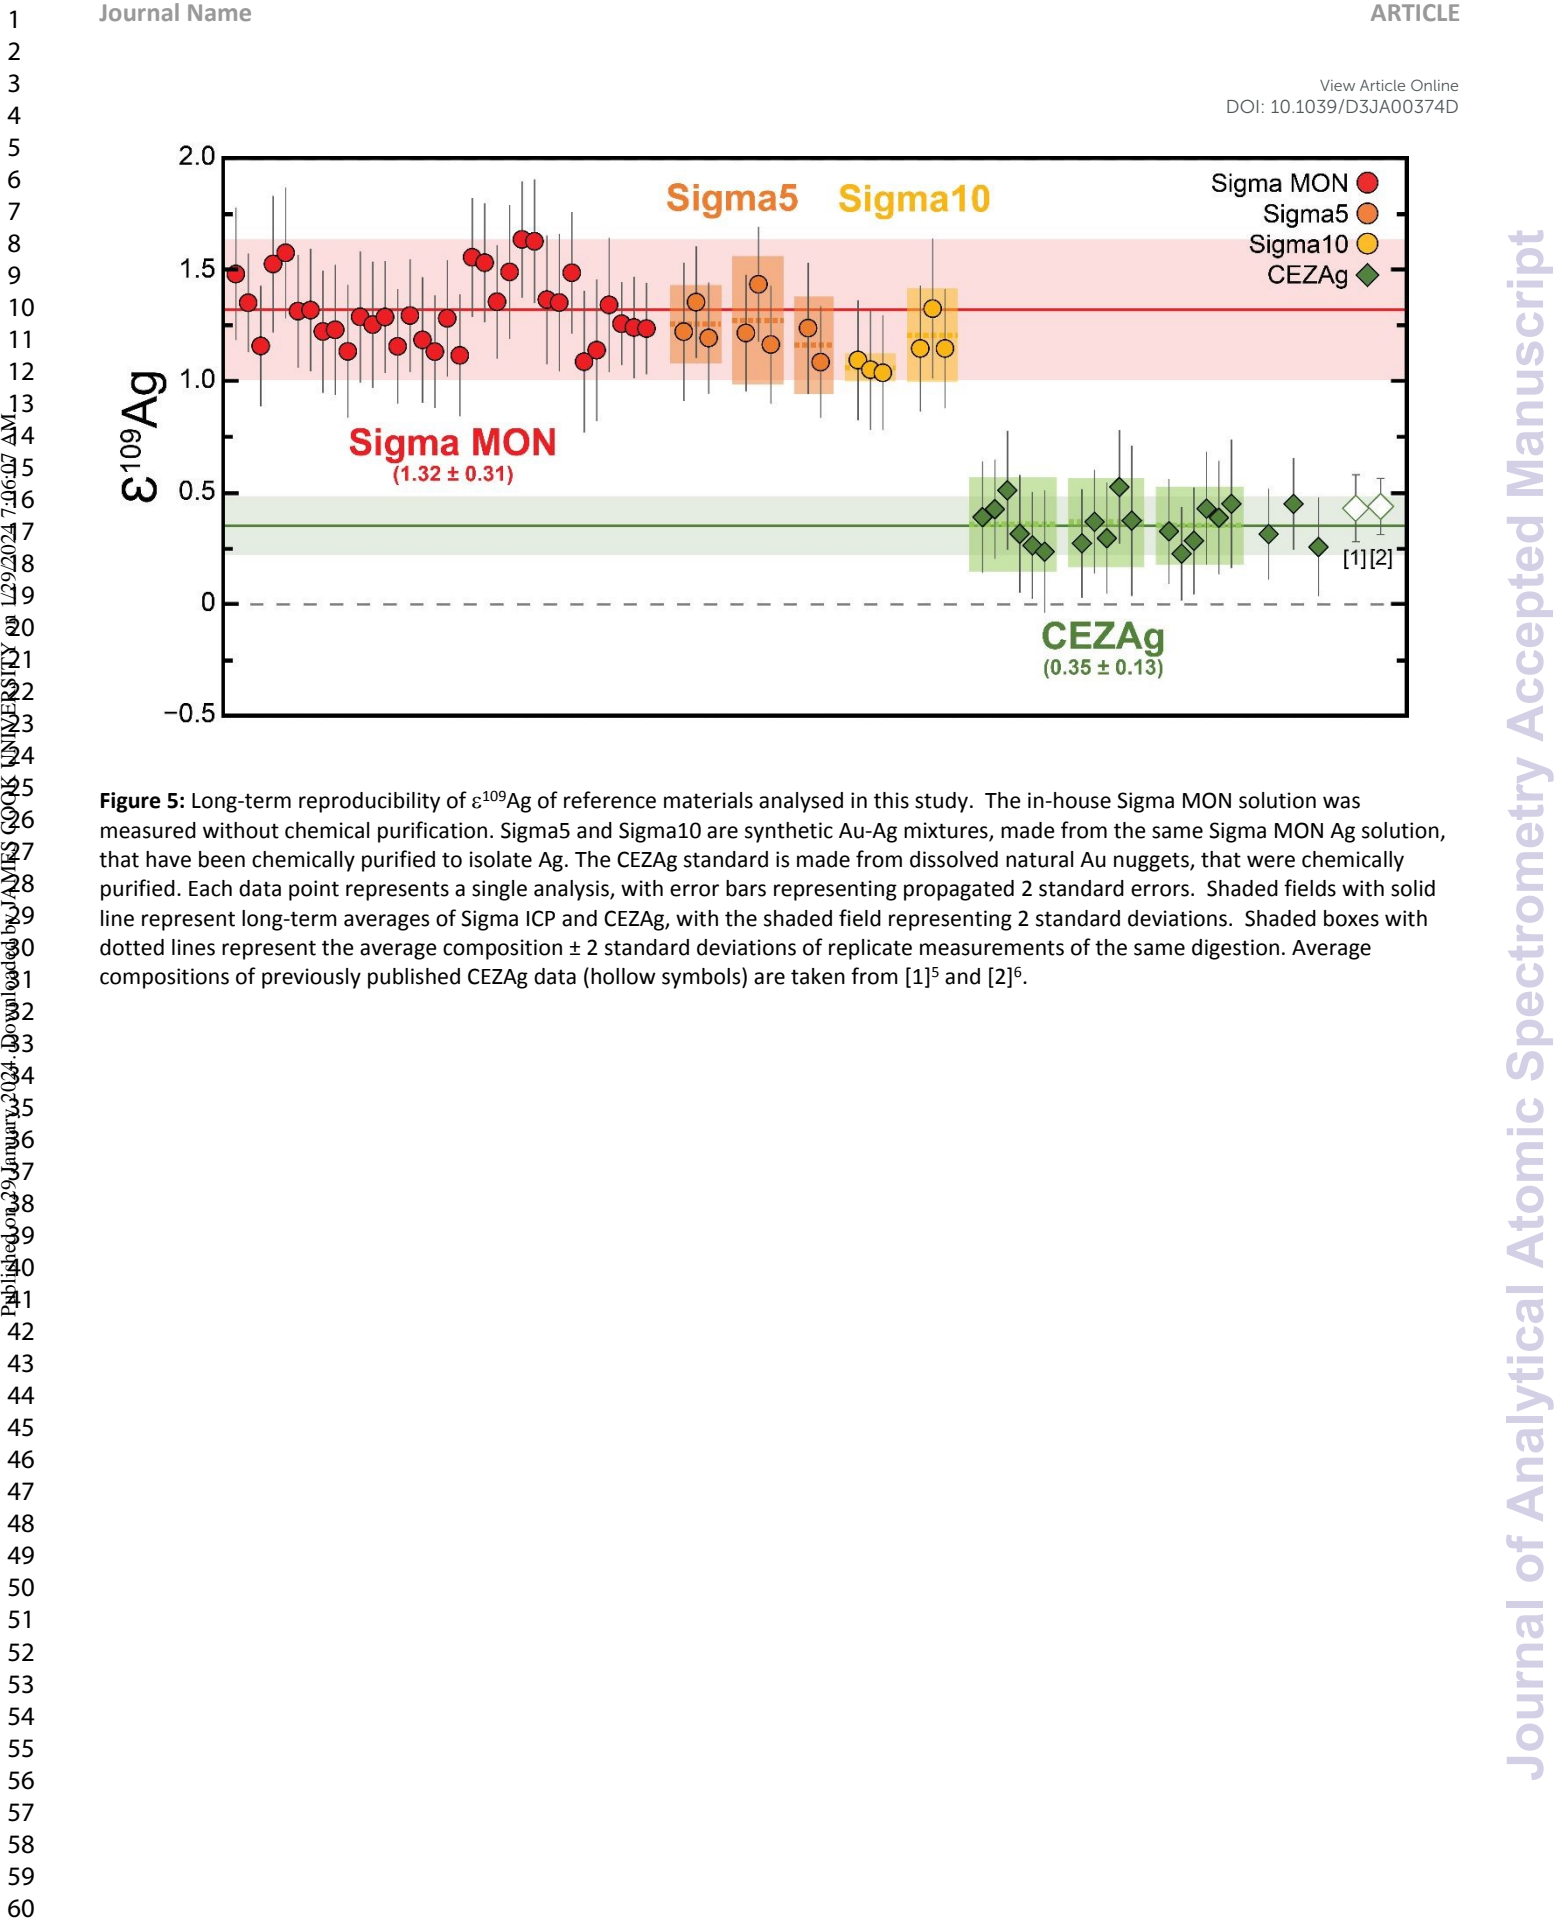 Journal Name
ARTICLE
View Article Online
DOI: 10.1039/D3JA00374D
1
2
3
4
5
6
7
8
9
10
11
12
13
14
15
16
17
18
19
20
21
22
23
24
25
26
27
28
29
30
31
32
33
34
35
36
37
38
39
40
41
42
43
44
45
46
47
48
49
50
51
52
53
54
55
56
57
58
59
60
Published on 29 January 2024. Downloaded by JAMES COOK UNIVERSITY on 1/29/2024 7:06:07 AM.
2.0
1.5
1.0
0.5
0
−0.5
ε¹⁰⁹Ag
Sigma5
Sigma10
Sigma MON
Sigma5
Sigma10
CEZAg
Sigma MON
(1.32 ± 0.31)
[1] [2]
CEZAg
(0.35 ± 0.13)
Figure 5: Long-term reproducibility of ε¹⁰⁹Ag of reference materials analysed in this study. The in-house Sigma MON solution was
measured without chemical purification. Sigma5 and Sigma10 are synthetic Au-Ag mixtures, made from the same Sigma MON Ag solution,
that have been chemically purified to isolate Ag. The CEZAg standard is made from dissolved natural Au nuggets, that were chemically
purified. Each data point represents a single analysis, with error bars representing propagated 2 standard errors. Shaded fields with solid
line represent long-term averages of Sigma ICP and CEZAg, with the shaded field representing 2 standard deviations. Shaded boxes with
dotted lines represent the average composition ± 2 standard deviations of replicate measurements of the same digestion. Average
compositions of previously published CEZAg data (hollow symbols) are taken from [1]⁵ and [2]⁶.
Journal of Analytical Atomic Spectrometry Accepted Manuscript